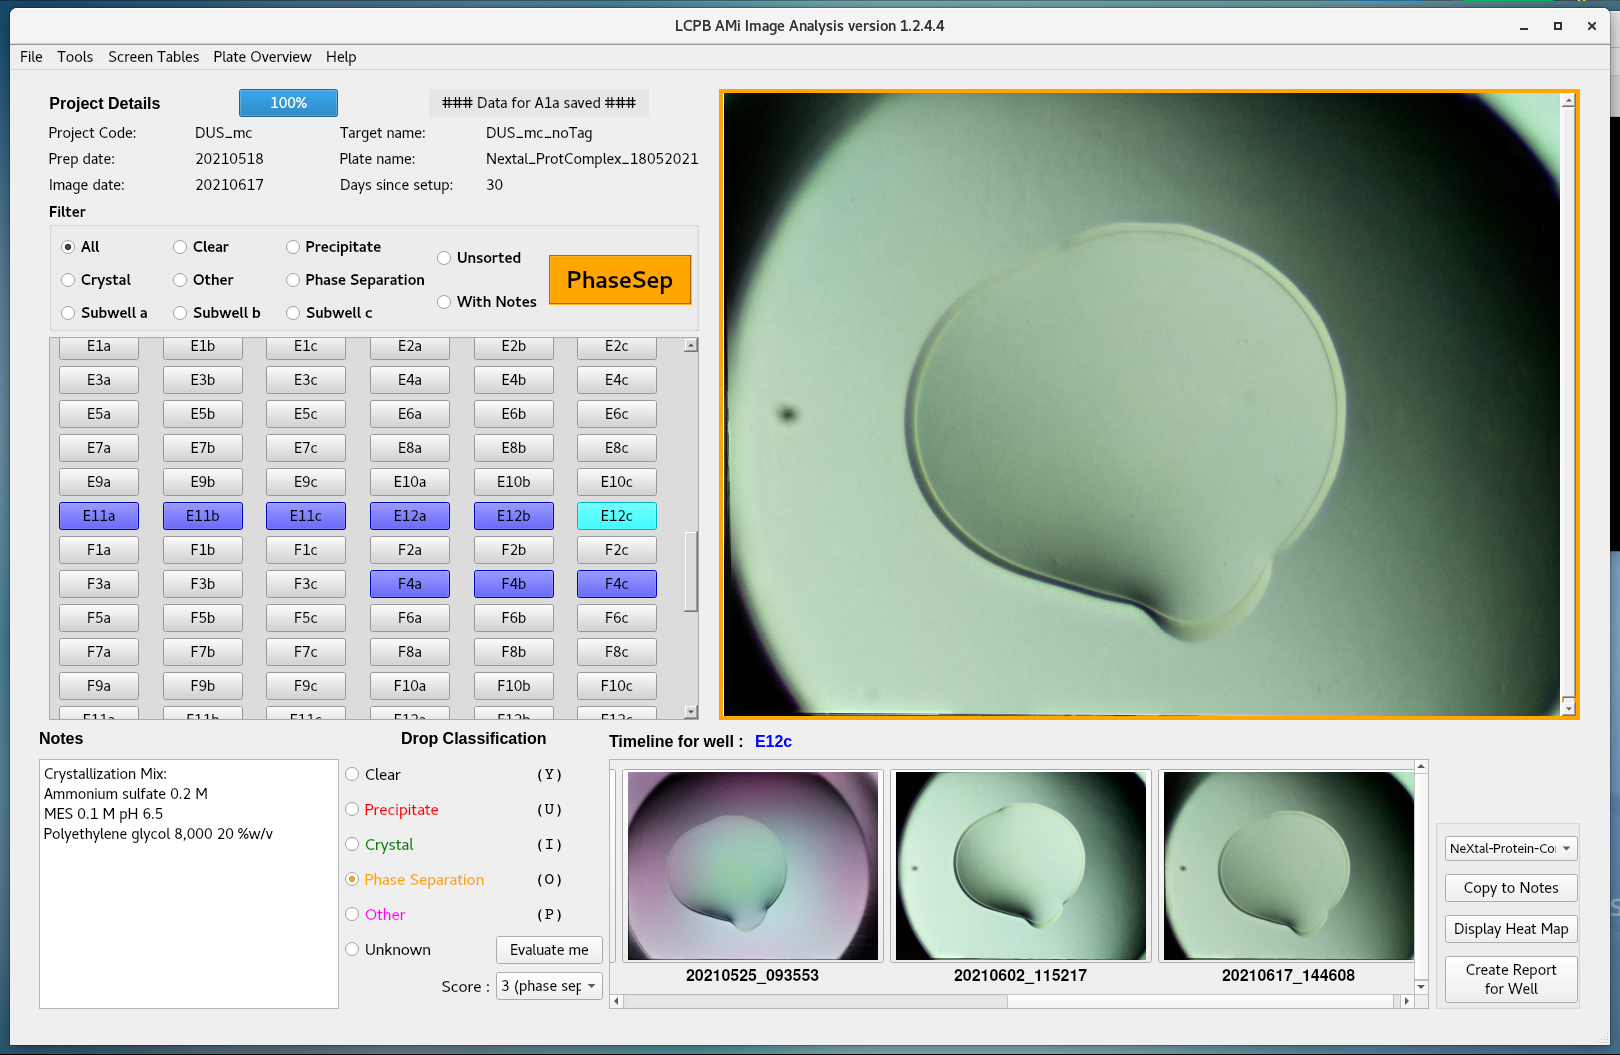 LCPB AMi Image Analysis version 1.2.4.4
File Tools Screen Tables Plate Overview Help
Project Details 100% ### Data for A1a saved ###
Project Code: DUS_mc Target name: DUS_mc_noTag
Prep date: 20210518 Plate name: Nextal_ProtComplex_18052021
Image date: 20210617 Days since setup: 30
Filter
All Clear Precipitate Unsorted
Crystal Other Phase Separation With Notes
Subwell a Subwell b Subwell c
PhaseSep
E1a E1b E1c E2a E2b E2c
E3a E3b E3c E4a E4b E4c
E5a E5b E5c E6a E6b E6c
E7a E7b E7c E8a E8b E8c
E9a E9b E9c E10a E10b E10c
E11a E11b E11c E12a E12b E12c
F1a F1b F1c F2a F2b F2c
F3a F3b F3c F4a F4b F4c
F5a F5b F5c F6a F6b F6c
F7a F7b F7c F8a F8b F8c
F9a F9b F9c F10a F10b F10c
F11a F11b F11c F12a F12b F12c
Notes
Crystallization Mix:
Ammonium sulfate 0.2 M
MES 0.1 M pH 6.5
Polyethylene glycol 8,000 20 %w/v
Drop Classification
Clear (Y)
Precipitate (U)
Crystal (I)
Phase Separation (O)
Other (P)
Unknown Evaluate me
Score : 3 (phase sep
Timeline for well : E12c
20210525_093553 20210602_115217 20210617_144608
NeXtal-Protein-Co
Copy to Notes
Display Heat Map
Create Report
for Well